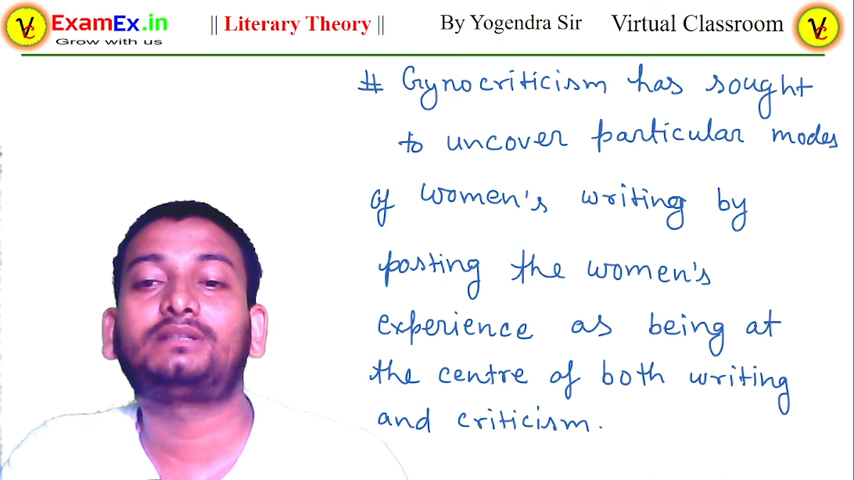 ExamEx.in
Grow with us
|| Literary Theory ||
By Yogendra Sir
Virtual Classroom
# Gynocriticism has sought
to uncover particular modes
of women's writing by
posting the women's
experience as being at
the centre of both writing
and criticism.